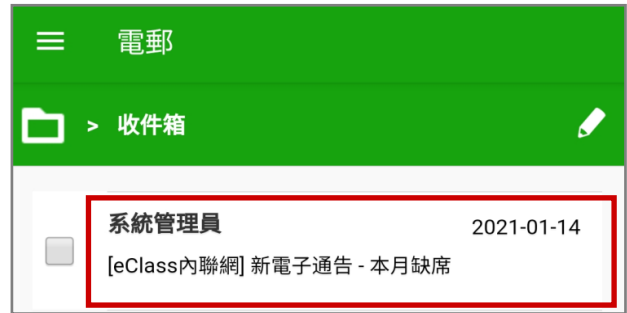 電郵
> 收件箱
系統管理員 2021-01-14
[eClass內聯網] 新電子通告 - 本月缺席